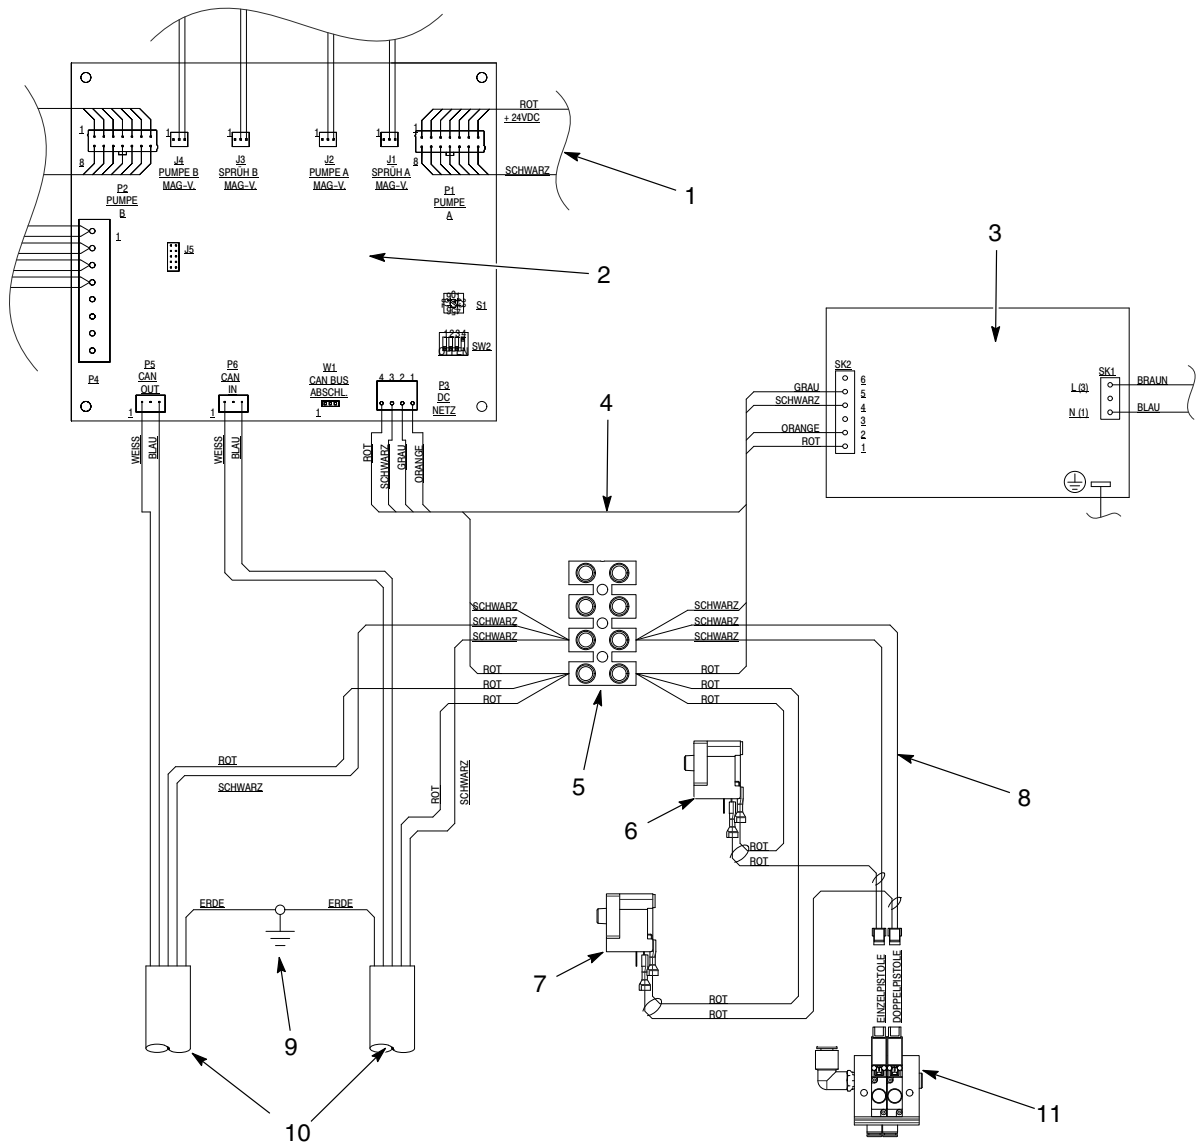 ROT
+ 24VDC
SCHWARZ
1
1
8
P2
PUMPE
B
1
J4
PUMPE B
MAG-V.
1
J3
SPRÜH B
MAG-V.
1
J2
PUMPE A
MAG-V.
1
J1
SPRÜH A
MAG-V.
1
8
P1
PUMPE
A
1
J5
2
S1
1 2 3 4
OFFEN
SW2
P4
P5
CAN
OUT
1
P6
CAN
IN
1
W1
CAN BUS
ABSCHL.
1
4 3 2 1
P3
DC
NETZ
WEISS
BLAU
WEISS
BLAU
ROT
SCHWARZ
GRAU
ORANGE
3
4
SK2
6
5
4
3
2
1
GRAU
SCHWARZ
ORANGE
ROT
SK1
L (3)
N (1)
BRAUN
BLAU
SCHWARZ
SCHWARZ
SCHWARZ
ROT
ROT
ROT
SCHWARZ
SCHWARZ
SCHWARZ
ROT
ROT
ROT
5
ROT
SCHWARZ
ROT
SCHWARZ
6
ROT
ROT
8
7
ROT
ROT
ERDE
ERDE
9
10
EINZELPISTOLE
DOPPELPISTOLE
11